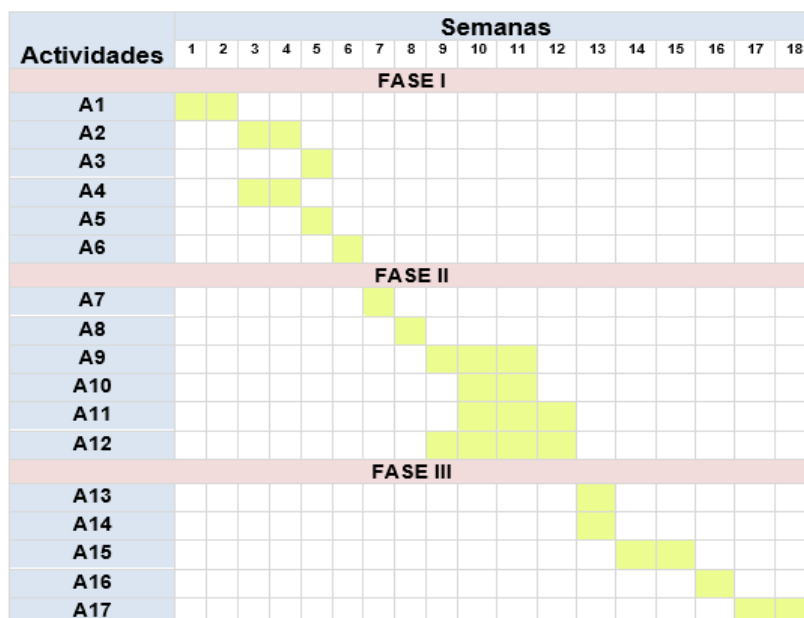 Semanas
Actividades 1 2 3 4 5 6 7 8 9 10 11 12 13 14 15 16 17 18
FASE I
A1
A2
A3
A4
A5
A6
FASE II
A7
A8
A9
A10
A11
A12
FASE III
A13
A14
A15
A16
A17